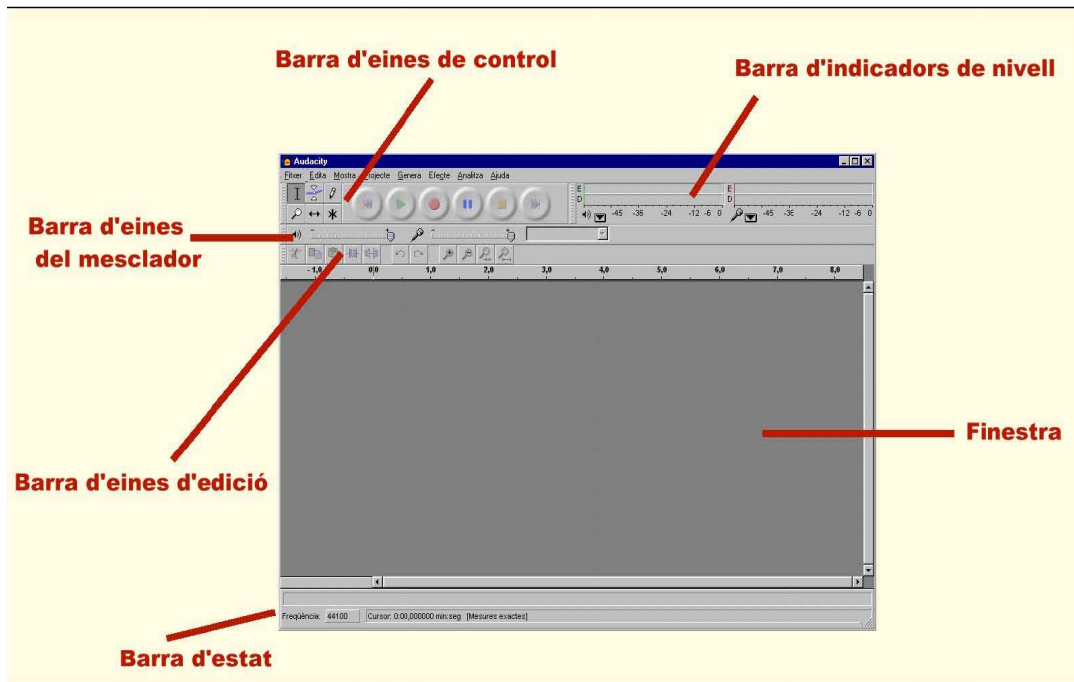 Barra d'eines de control
Barra d'indicadors de nivell
Audacity
Fitxer Edita Mostra Projecte Genera Efecte Analitza Ajuda
E
D
-45 -36 -24 -12 -6 0
E
D
-45 -36 -24 -12 -6 0
Barra d'eines
del mesclador
- 1,0 0,0 1,0 2,0 3,0 4,0 5,0 6,0 7,0 8,0
Finestra
Barra d'eines d'edició
Freqüència: 44100 Cursor: 0:00,000000 min:seg [Mesures exactes]
Barra d'estat